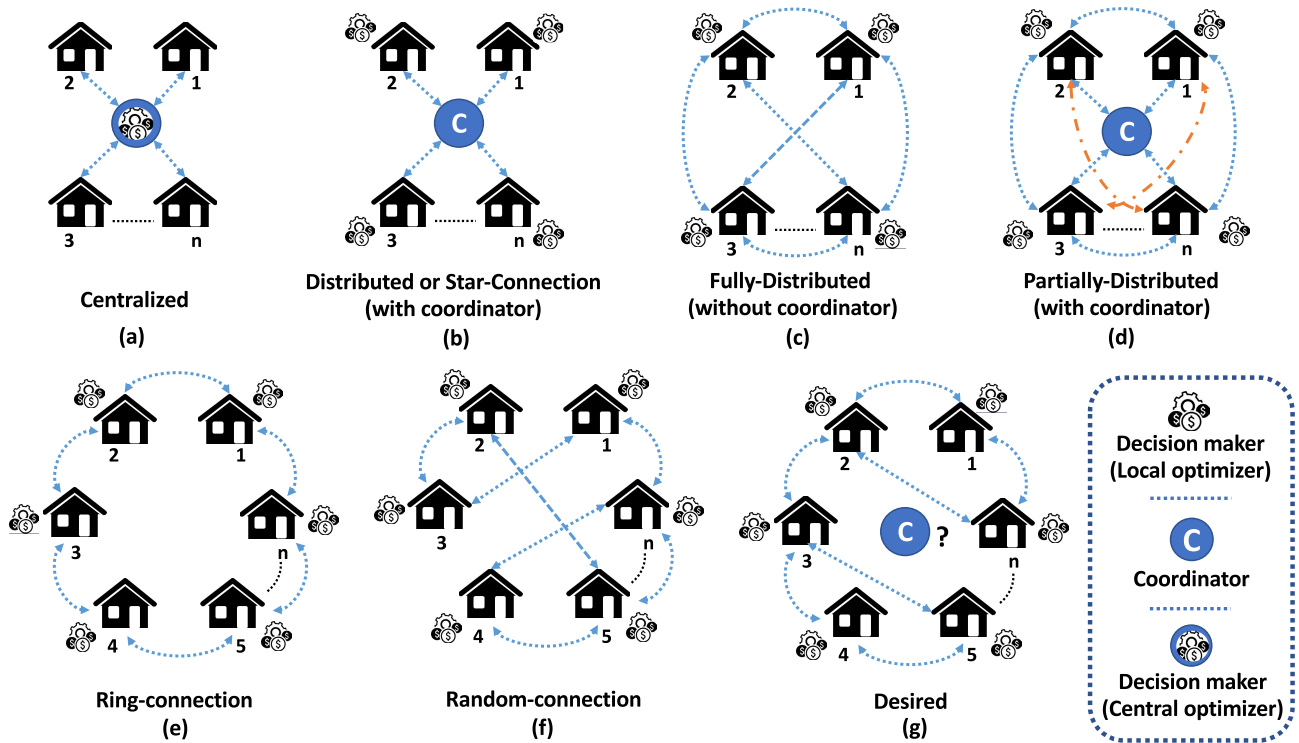 2
1
3
n
Centralized
(a)
2
1
C
3
n
Distributed or Star-Connection
(with coordinator)
(b)
2
1
3
n
Fully-Distributed
(without coordinator)
(c)
2
1
C
3
n
Partially-Distributed
(with coordinator)
(d)
2
1
3
n
4
5
Ring-connection
(e)
2
1
3
n
4
5
Random-connection
(f)
2
1
C ?
3
n
4
5
Desired
(g)
Decision maker
(Local optimizer)
C
Coordinator
Decision maker
(Central optimizer)